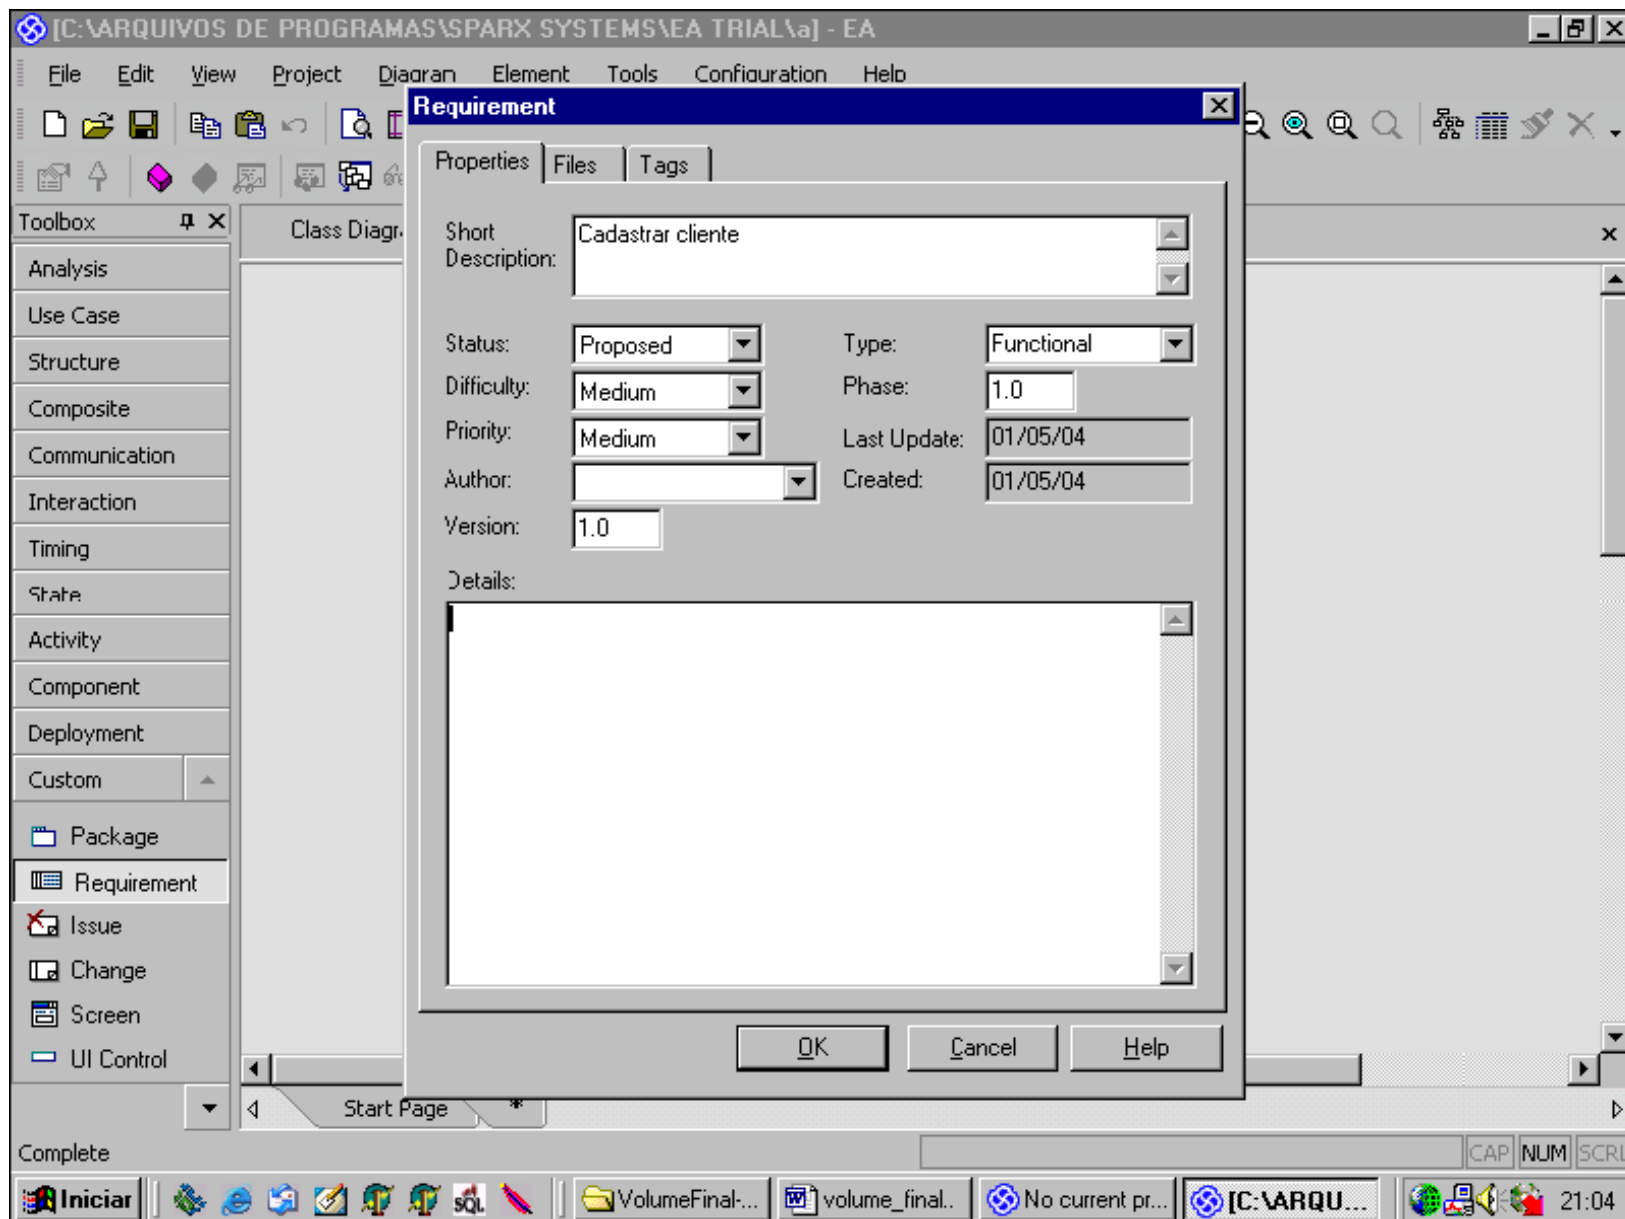 [C:\ARQUIVOS DE PROGRAMAS\SPARX SYSTEMS\EA TRIAL\a] - EA
File Edit View Project Diagram Element Tools Configuration Help
Requirement
Properties Files Tags
Toolbox
Class Diagr
Analysis
Use Case
Structure
Composite
Communication
Interaction
Timing
State
Activity
Component
Deployment
Custom
Package
Requirement
Issue
Change
Screen
UI Control
Short Description: Cadastrar cliente
Status: Proposed Type: Functional
Difficulty: Medium Phase: 1.0
Priority: Medium Last Update: 01/05/04
Author: Created: 01/05/04
Version: 1.0
Details:
OK Cancel Help
Start Page *
Complete
CAP NUM SCRL
Iniciar SQL VolumeFinal-... volume_final.. No current pr... [C:\ARQU... 21:04